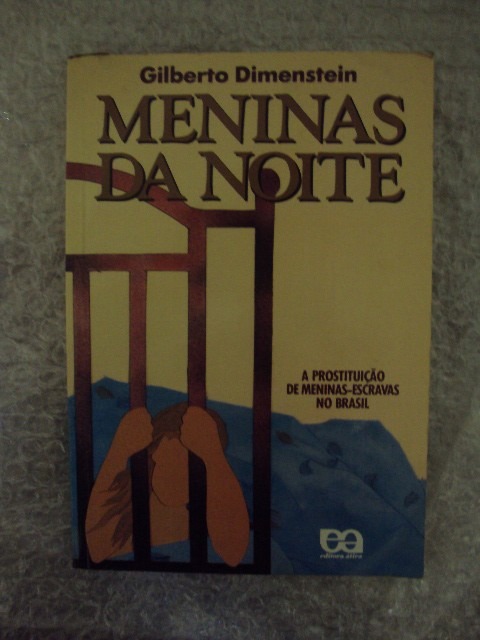 Gilberto Dimenstein
MENINAS
DA NOITE
A PROSTITUIÇÃO
DE MENINAS-ESCRAVAS
NO BRASIL
editora ática